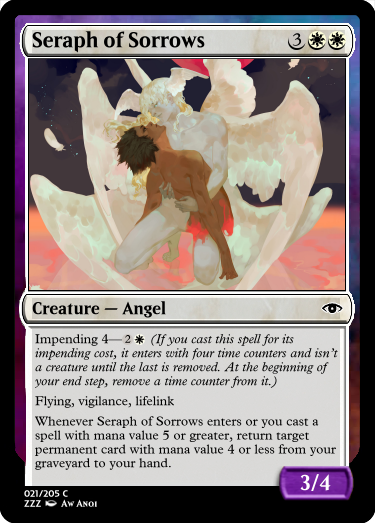 Seraph of Sorrows 3
Creature — Angel
Impending 4—2 (If you cast this spell for its
impending cost, it enters with four time counters and isn't
a creature until the last is removed. At the beginning of
your end step, remove a time counter from it.)
Flying, vigilance, lifelink
Whenever Seraph of Sorrows enters or you cast a
spell with mana value 5 or greater, return target
permanent card with mana value 4 or less from your
graveyard to your hand.
3/4
021/205 C
ZZZ Aw Anoi